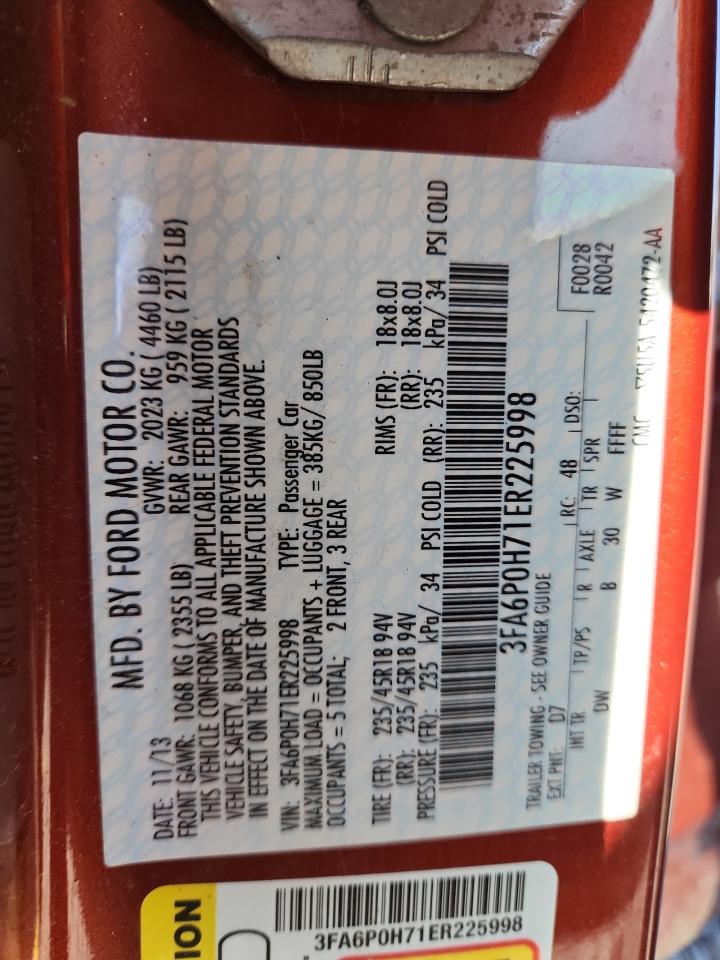 MFD. BY FORD MOTOR CO.
DATE: 11/13 GVWR: 2023 KG ( 4460 LB)
FRONT GAWR: 1068 KG ( 2355 LB) REAR GAWR: 959 KG ( 2115 LB)
THIS VEHICLE CONFORMS TO ALL APPLICABLE FEDERAL MOTOR
VEHICLE SAFETY, BUMPER, AND THEFT PREVENTION STANDARDS
IN EFFECT ON THE DATE OF MANUFACTURE SHOWN ABOVE.
VIN: 3FA6P0H71ER225998 TYPE: Passenger Car
MAXIMUM LOAD = OCCUPANTS + LUGGAGE = 385KG/ 850LB
OCCUPANTS = 5 TOTAL; 2 FRONT, 3 REAR
TIRE (FR): 235/45R18 94V RIMS (FR): 18x8.0J
(RR): 235/45R18 94V (RR): 18x8.0J
PRESSURE (FR): 235 kPa/ 34 PSI COLD (RR): 235 kPa/ 34 PSI COLD
3FA6P0H71ER225998
TRAILER TOWING - SEE OWNER GUIDE F0028
EXT PNT: D7 RC: 48 DSO: R0042
INT TR TP/PS R AXLE TR SPR
DW B 30 W FFFF
5420472-AA
ION
3FA6P0H71ER225998